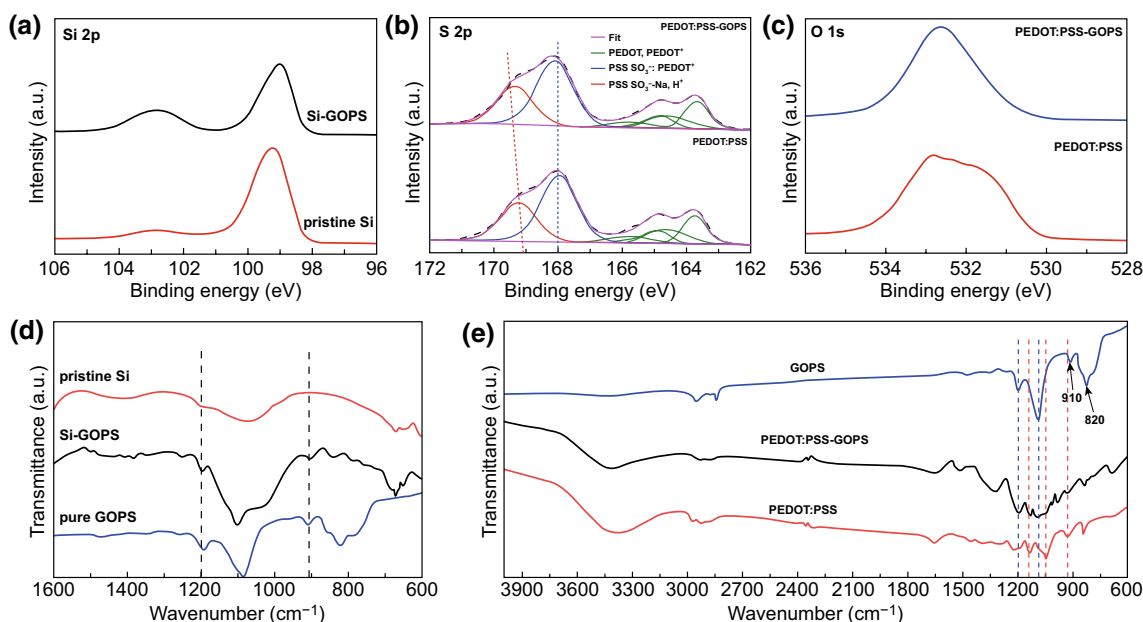 (a)
Si 2p
Si-GOPS
pristine Si
Intensity (a.u.)
106 104 102 100 98 96
Binding energy (eV)
(b)
S 2p
PEDOT:PSS-GOPS
Fit
PEDOT, PEDOT⁺
PSS SO₃⁻: PEDOT⁺
PSS SO₃⁻-Na, H⁺
PEDOT:PSS
Intensity (a.u.)
172 170 168 166 164 162
Binding energy (eV)
(c)
O 1s
PEDOT:PSS-GOPS
PEDOT:PSS
Intensity (a.u.)
536 534 532 530 528
Binding energy (eV)
(d)
pristine Si
Si-GOPS
pure GOPS
Transmittance (a.u.)
1600 1400 1200 1000 800 600
Wavenumber (cm⁻¹)
(e)
GOPS
910
820
PEDOT:PSS-GOPS
PEDOT:PSS
Transmittance (a.u.)
3900 3600 3300 3000 2700 2400 2100 1800 1500 1200 900 600
Wavenumber (cm⁻¹)